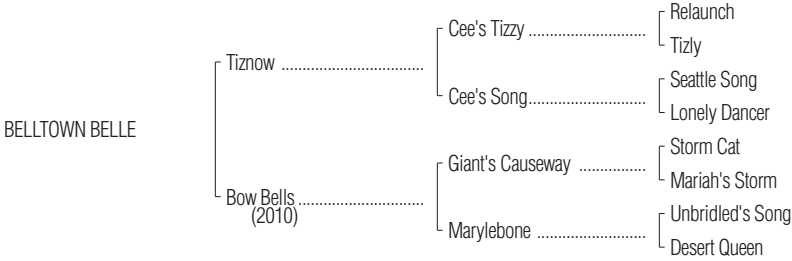 Relaunch
Cee's Tizzy ..............................
Tizly
Tiznow ....................................
Seattle Song
Cee's Song..............................
Lonely Dancer
BELLTOWN BELLE
Storm Cat
Giant's Causeway .................
Mariah's Storm
Bow Bells................................
(2010)
Unbridled's Song
Marylebone ............................
Desert Queen